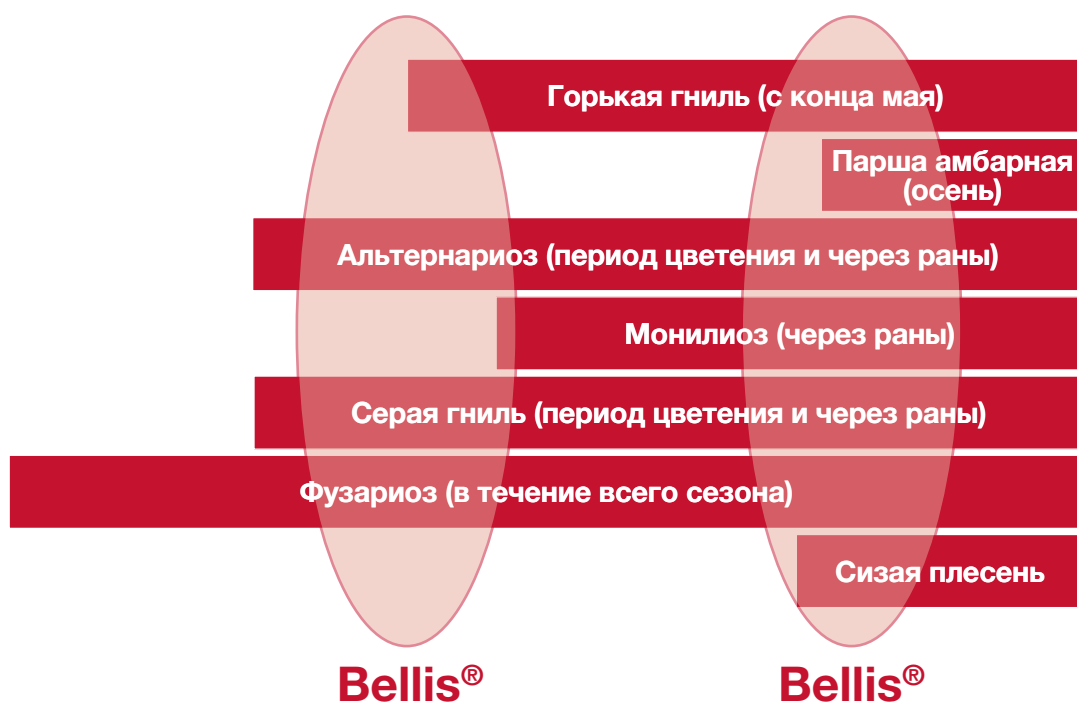 Горькая гниль (с конца мая)
Парша амбарная
(осень)
Альтернариоз (период цветения и через раны)
Монилиоз (через раны)
Серая гниль (период цветения и через раны)
Фузариоз (в течение всего сезона)
Сизая плесень
Bellis®
Bellis®